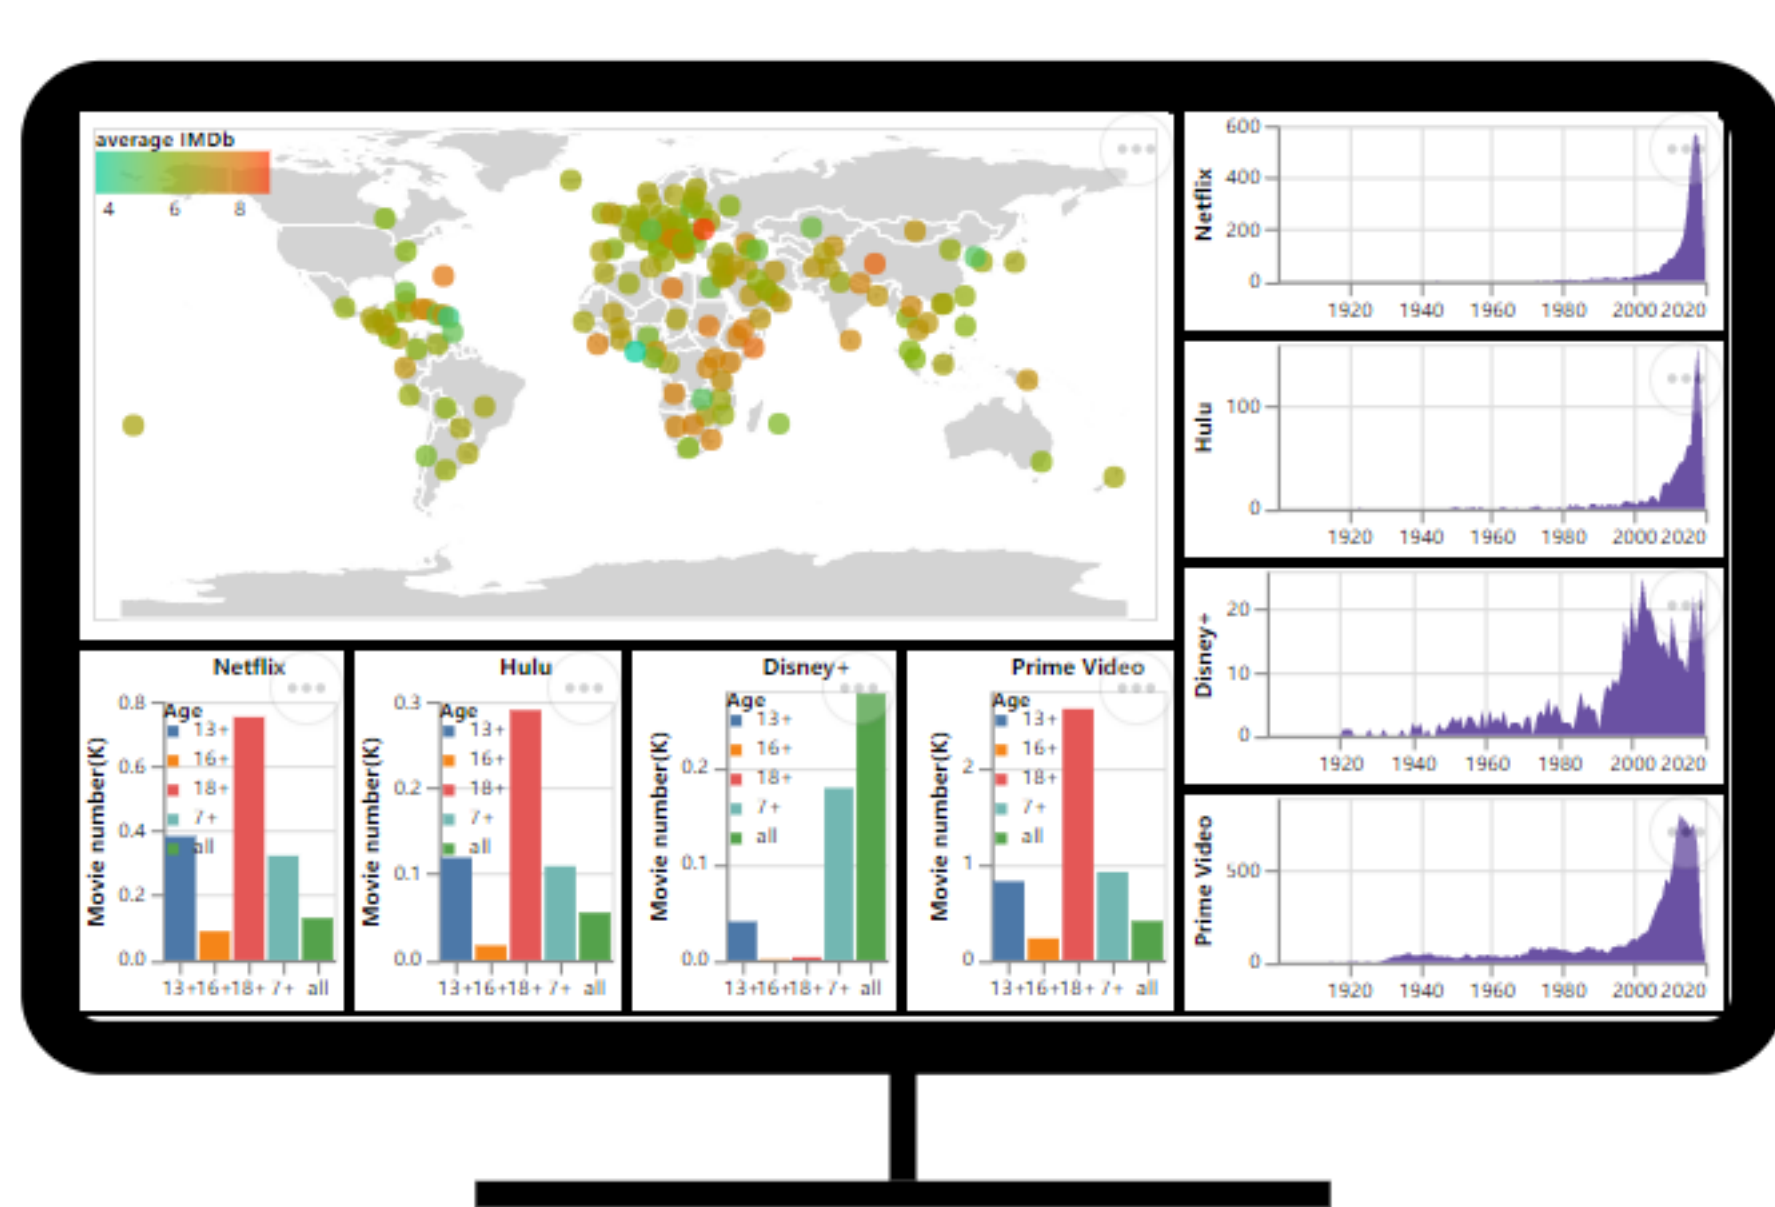 average IMDb
4 6 8
Netflix
600
400
200
0
1920 1940 1960 1980 2000 2020
Hulu
100
0
1920 1940 1960 1980 2000 2020
Disney+
20
10
0
1920 1940 1960 1980 2000 2020
Prime Video
500
0
1920 1940 1960 1980 2000 2020
Netflix
Movie number(K)
0.8
0.6
0.4
0.2
0.0
Age
13+
16+
18+
7+
all
13+ 16+ 18+ 7+ all
Hulu
Movie number(K)
0.3
0.2
0.1
0.0
Age
13+
16+
18+
7+
all
13+ 16+ 18+ 7+ all
Disney+
Movie number(K)
0.2
0.1
0.0
Age
13+
16+
18+
7+
all
13+ 16+ 18+ 7+ all
Prime Video
Movie number(K)
2
1
0
Age
13+
16+
18+
7+
all
13+ 16+ 18+ 7+ all